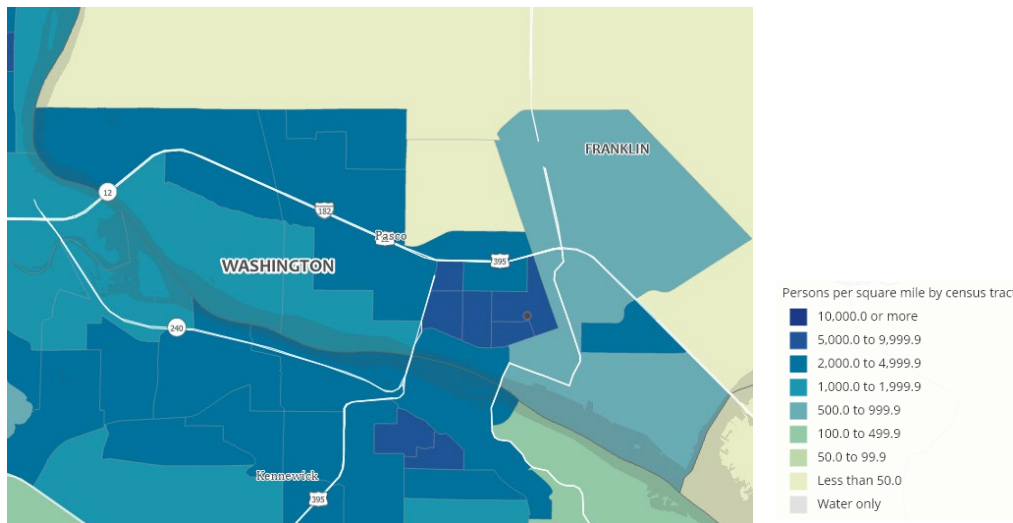 FRANKLIN
12
182
Pasco
395
WASHINGTON
240
Kennewick
395
Persons per square mile by census tract
10,000.0 or more
5,000.0 to 9,999.9
2,000.0 to 4,999.9
1,000.0 to 1,999.9
500.0 to 999.9
100.0 to 499.9
50.0 to 99.9
Less than 50.0
Water only